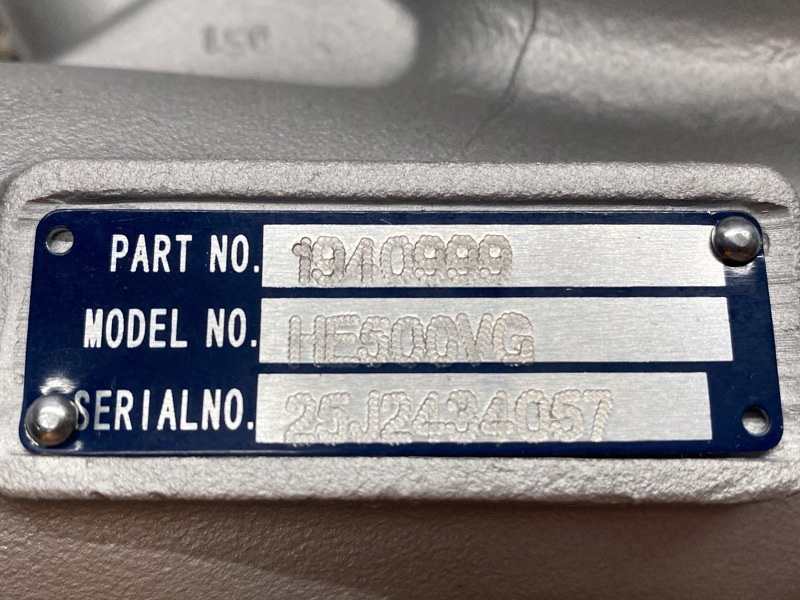 PART NO. 1940999
MODEL NO. HE500VG
SERIALNO. 25J2434057